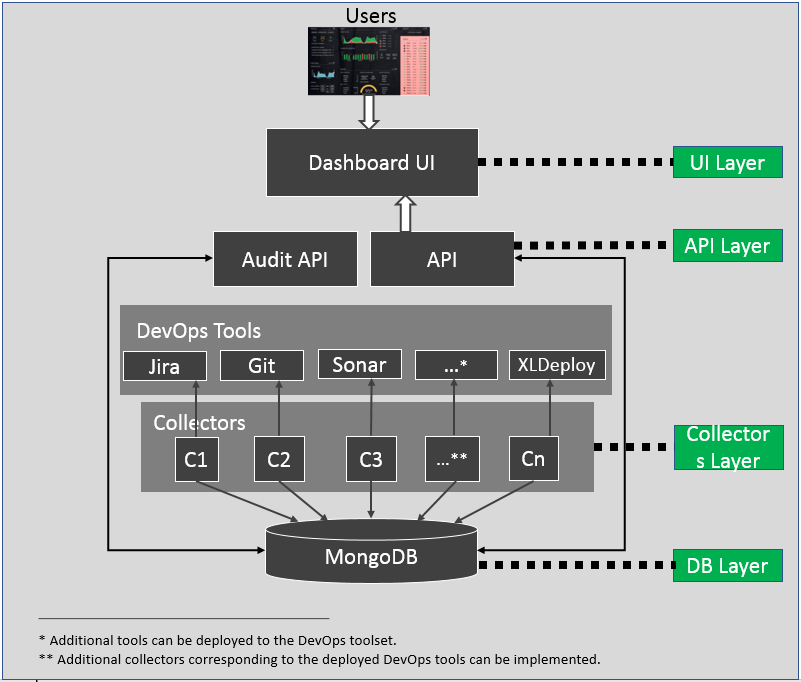 Users
Dashboard UI
UI Layer
Audit API
API
API Layer
DevOps Tools
Jira
Git
Sonar
...*
XLDeploy
Collectors
C1
C2
C3
...**
Cn
Collector
s Layer
MongoDB
DB Layer
* Additional tools can be deployed to the DevOps toolset.
** Additional collectors corresponding to the deployed DevOps tools can be implemented.